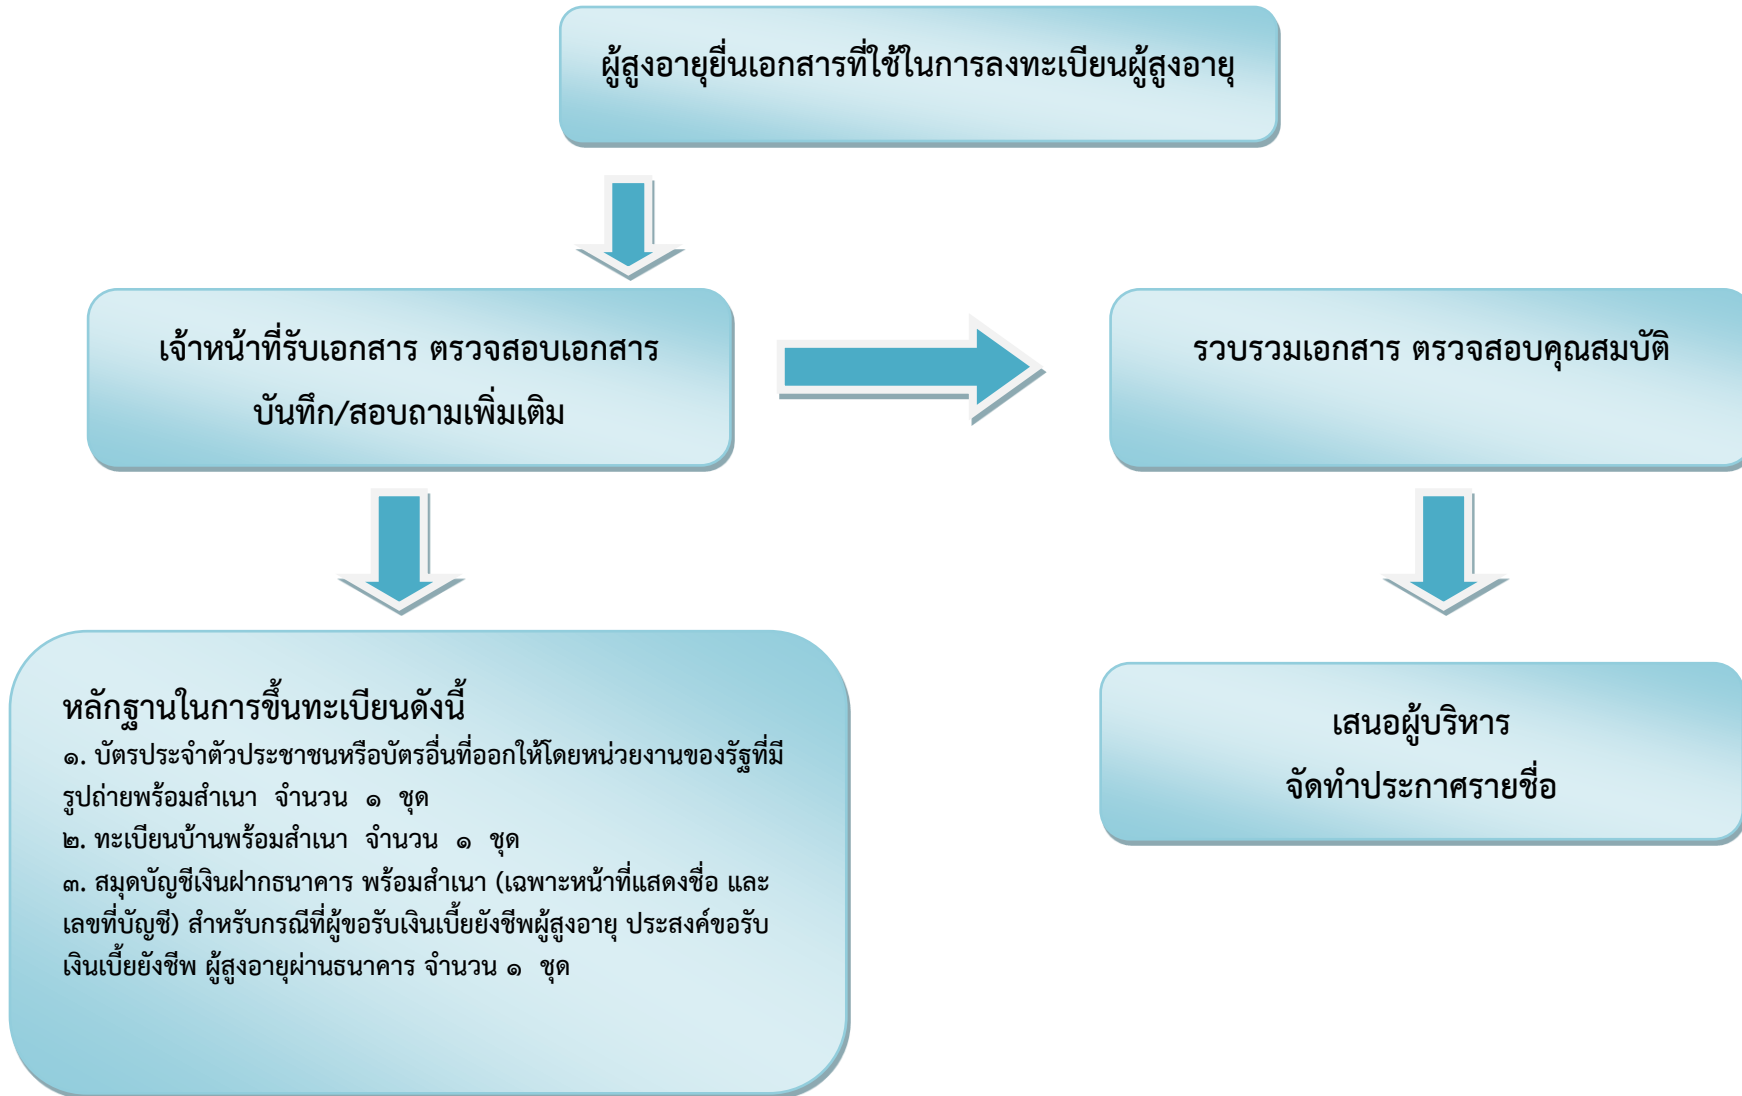 ผู้สูงอายุยื่นเอกสารที่ใช้ในการลงทะเบียนผู้สูงอายุ
เจ้าหน้าที่รับเอกสาร ตรวจสอบเอกสาร
บันทึก/สอบถามเพิ่มเติม
รวบรวมเอกสาร ตรวจสอบคุณสมบัติ
หลักฐานในการขึ้นทะเบียนดังนี้
๑. บัตรประจำตัวประชาชนหรือบัตรอื่นที่ออกให้โดยหน่วยงานของรัฐที่มี
รูปถ่ายพร้อมสำเนา จำนวน ๑ ชุด
๒. ทะเบียนบ้านพร้อมสำเนา จำนวน ๑ ชุด
๓. สมุดบัญชีเงินฝากธนาคาร พร้อมสำเนา (เฉพาะหน้าที่แสดงชื่อ และ
เลขที่บัญชี) สำหรับกรณีที่ผู้ขอรับเงินเบี้ยยังชีพผู้สูงอายุ ประสงค์ขอรับ
เงินเบี้ยยังชีพ ผู้สูงอายุผ่านธนาคาร จำนวน ๑ ชุด
เสนอผู้บริหาร
จัดทำประกาศรายชื่อ